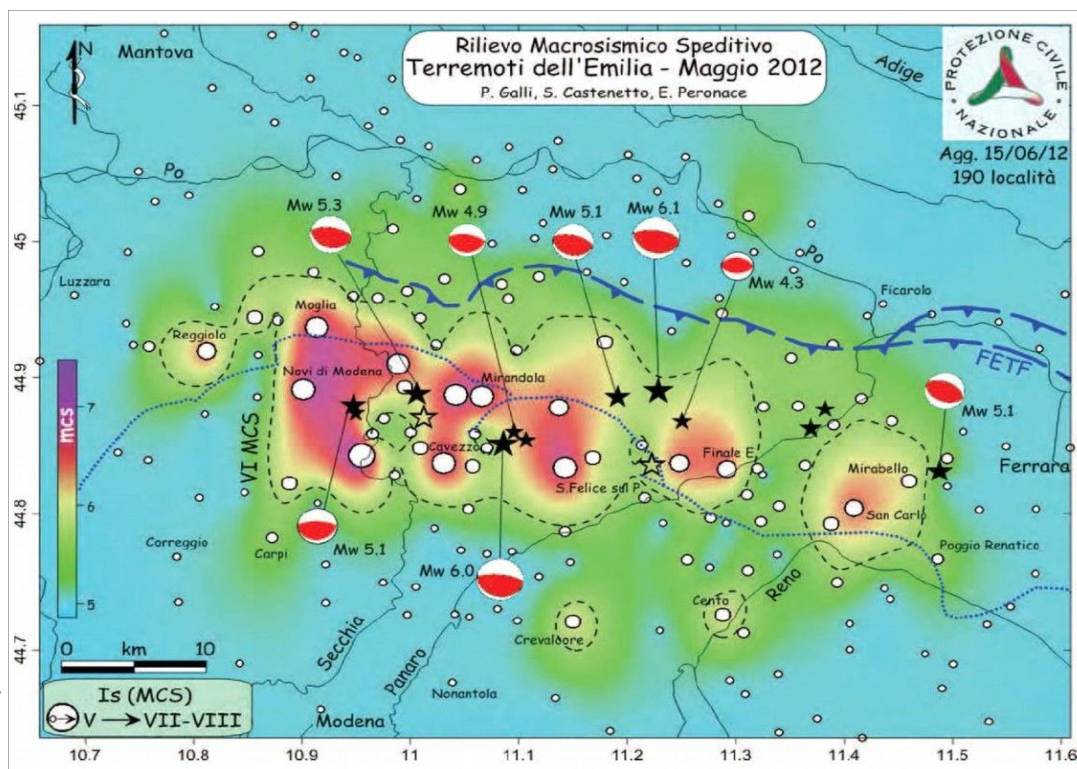 Rilievo Macrosismico Speditivo
Terremoti dell'Emilia - Maggio 2012
P. Galli, S. Castenetto, E. Peronace
PROTEZIONE CIVILE
NAZIONALE
Agg. 15/06/12
190 località
N
Mantova
Adige
Po
Mw 5.3
Mw 4.9
Mw 5.1
Mw 6.1
Mw 4.3
Po
Luzzara
Ficarolo
Moglia
Reggiolo
FETF
Novi di Modena
Mirandola
Mw 5.1
mcs
7
6
5
VI MCS
Cavezzo
Finale E.
S.Felice sul P.
Mirabello
Ferrara
San Carlo
Correggio
Carpi
Mw 5.1
Poggio Renatico
Mw 6.0
Reno
Cento
Crevalcore
Secchia
Panaro
Nonantola
Modena
0 km 10
Is (MCS)
V VII-VIII
45.1
45
44.9
44.8
44.7
10.7 10.8 10.9 11 11.1 11.2 11.3 11.4 11.5 11.6